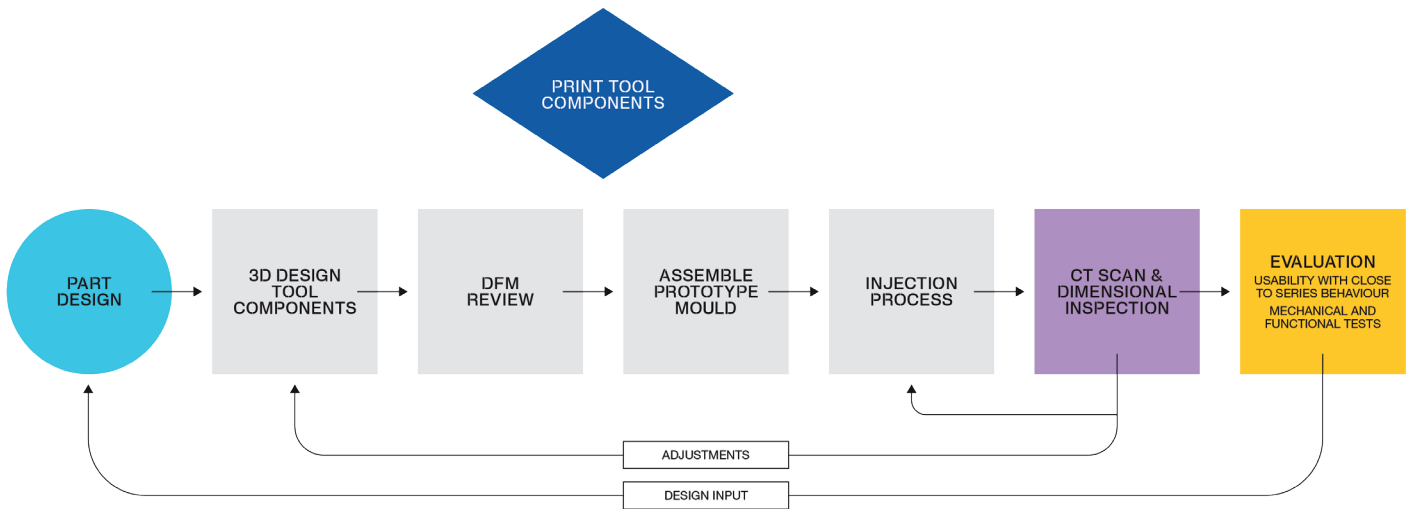 PRINT TOOL
COMPONENTS
PART
DESIGN
3D DESIGN
TOOL
COMPONENTS
DFM
REVIEW
ASSEMBLE
PROTOTYPE
MOULD
INJECTION
PROCESS
CT SCAN &
DIMENSIONAL
INSPECTION
EVALUATION
USABILITY WITH CLOSE
TO SERIES BEHAVIOUR
MECHANICAL AND
FUNCTIONAL TESTS
ADJUSTMENTS
DESIGN INPUT